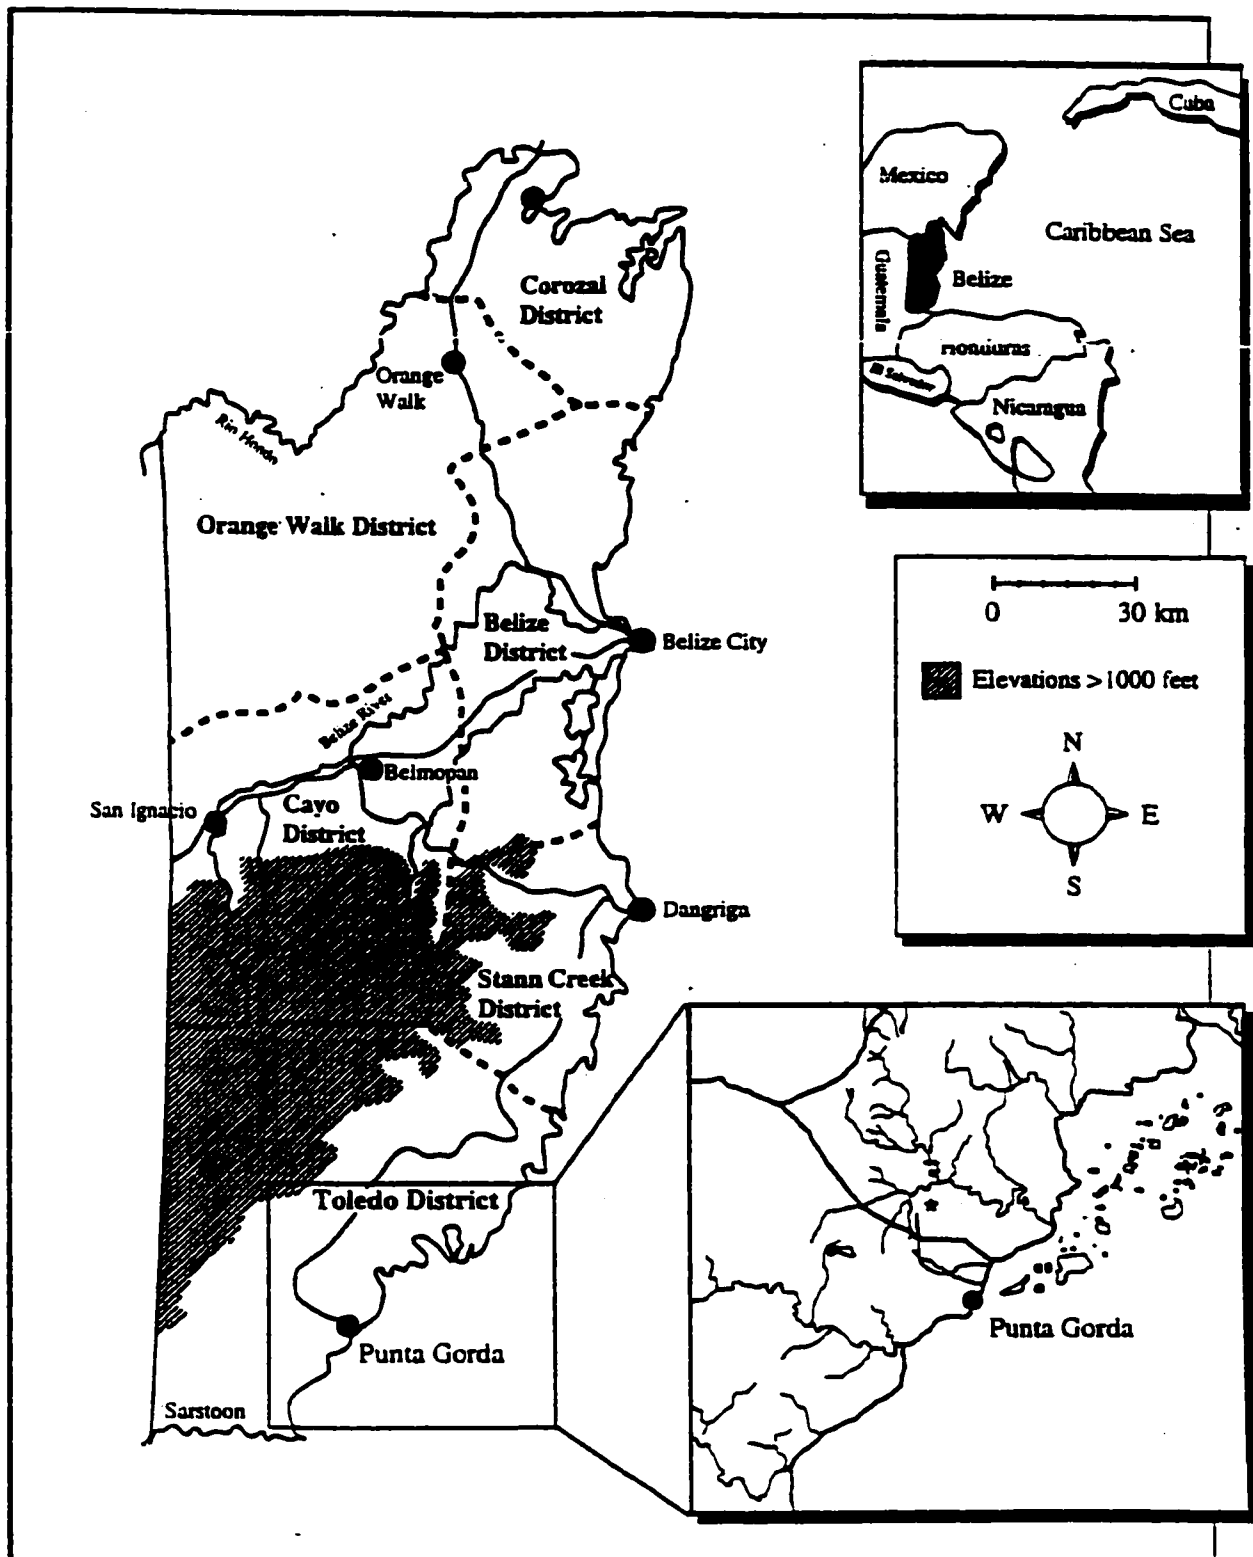 Cuba
Mexico
Caribbean Sea
Guatemala
Belize
Honduras
El Salvador
Nicaragua
Corozal
District
Orange
Walk
Rio Hondo
Orange Walk District
Belize
District
Belize City
0 30 km
Elevations >1000 feet
N
W E
S
Belize River
Belmopan
San Ignacio
Cayo
District
Dangriga
Stann Creek
District
Toledo District
Punta Gorda
Sarstoon
*
Punta Gorda